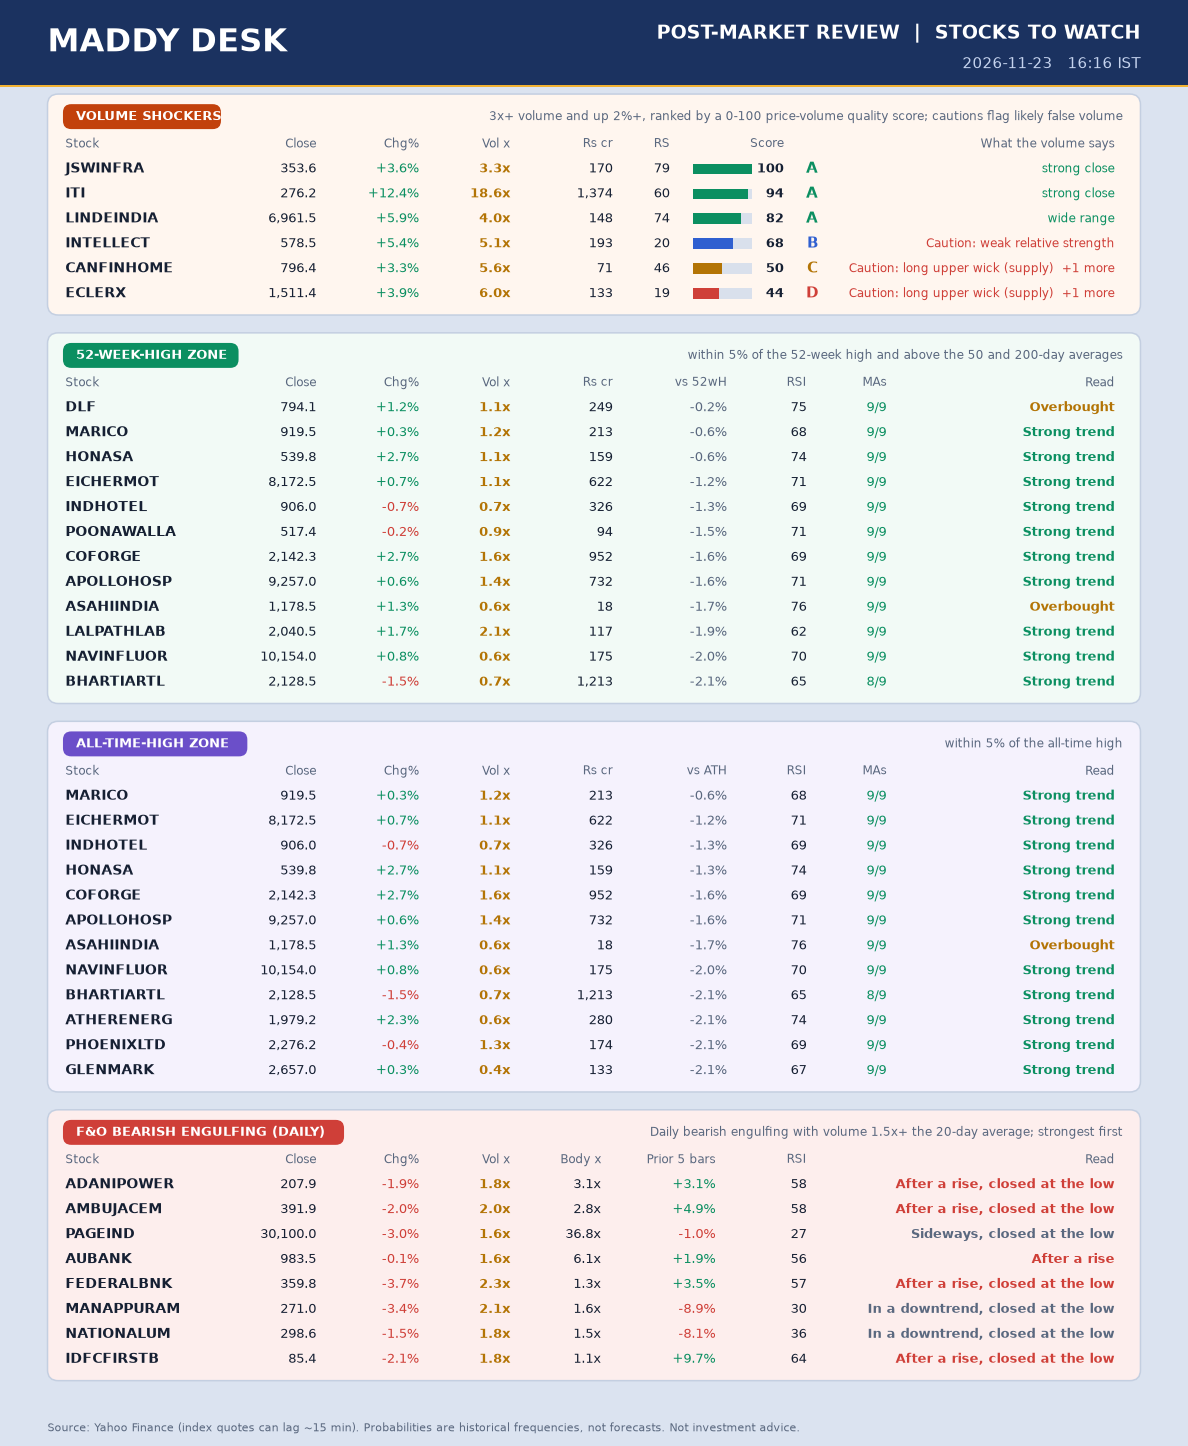 MADDY DESK
POST-MARKET REVIEW | STOCKS TO WATCH
2026-11-23 16:16 IST
VOLUME SHOCKERS
3x+ volume and up 2%+, ranked by a 0-100 price-volume quality score; cautions flag likely false volume
Stock Close Chg% Vol x Rs cr RS Score What the volume says
JSWINFRA 353.6 +3.6% 3.3x 170 79 100 A strong close
ITI 276.2 +12.4% 18.6x 1,374 60 94 A strong close
LINDEINDIA 6,961.5 +5.9% 4.0x 148 74 82 A wide range
INTELLECT 578.5 +5.4% 5.1x 193 20 68 B Caution: weak relative strength
CANFINHOME 796.4 +3.3% 5.6x 71 46 50 C Caution: long upper wick (supply) +1 more
ECLERX 1,511.4 +3.9% 6.0x 133 19 44 D Caution: long upper wick (supply) +1 more
52-WEEK-HIGH ZONE
within 5% of the 52-week high and above the 50 and 200-day averages
Stock Close Chg% Vol x Rs cr vs 52wH RSI MAs Read
DLF 794.1 +1.2% 1.1x 249 -0.2% 75 9/9 Overbought
MARICO 919.5 +0.3% 1.2x 213 -0.6% 68 9/9 Strong trend
HONASA 539.8 +2.7% 1.1x 159 -0.6% 74 9/9 Strong trend
EICHERMOT 8,172.5 +0.7% 1.1x 622 -1.2% 71 9/9 Strong trend
INDHOTEL 906.0 -0.7% 0.7x 326 -1.3% 69 9/9 Strong trend
POONAWALLA 517.4 -0.2% 0.9x 94 -1.5% 71 9/9 Strong trend
COFORGE 2,142.3 +2.7% 1.6x 952 -1.6% 69 9/9 Strong trend
APOLLOHOSP 9,257.0 +0.6% 1.4x 732 -1.6% 71 9/9 Strong trend
ASAHIINDIA 1,178.5 +1.3% 0.6x 18 -1.7% 76 9/9 Overbought
LALPATHLAB 2,040.5 +1.7% 2.1x 117 -1.9% 62 9/9 Strong trend
NAVINFLUOR 10,154.0 +0.8% 0.6x 175 -2.0% 70 9/9 Strong trend
BHARTIARTL 2,128.5 -1.5% 0.7x 1,213 -2.1% 65 8/9 Strong trend
ALL-TIME-HIGH ZONE
within 5% of the all-time high
Stock Close Chg% Vol x Rs cr vs ATH RSI MAs Read
MARICO 919.5 +0.3% 1.2x 213 -0.6% 68 9/9 Strong trend
EICHERMOT 8,172.5 +0.7% 1.1x 622 -1.2% 71 9/9 Strong trend
INDHOTEL 906.0 -0.7% 0.7x 326 -1.3% 69 9/9 Strong trend
HONASA 539.8 +2.7% 1.1x 159 -1.3% 74 9/9 Strong trend
COFORGE 2,142.3 +2.7% 1.6x 952 -1.6% 69 9/9 Strong trend
APOLLOHOSP 9,257.0 +0.6% 1.4x 732 -1.6% 71 9/9 Strong trend
ASAHIINDIA 1,178.5 +1.3% 0.6x 18 -1.7% 76 9/9 Overbought
NAVINFLUOR 10,154.0 +0.8% 0.6x 175 -2.0% 70 9/9 Strong trend
BHARTIARTL 2,128.5 -1.5% 0.7x 1,213 -2.1% 65 8/9 Strong trend
ATHERENERG 1,979.2 +2.3% 0.6x 280 -2.1% 74 9/9 Strong trend
PHOENIXLTD 2,276.2 -0.4% 1.3x 174 -2.1% 69 9/9 Strong trend
GLENMARK 2,657.0 +0.3% 0.4x 133 -2.1% 67 9/9 Strong trend
F&O BEARISH ENGULFING (DAILY)
Daily bearish engulfing with volume 1.5x+ the 20-day average; strongest first
Stock Close Chg% Vol x Body x Prior 5 bars RSI Read
ADANIPOWER 207.9 -1.9% 1.8x 3.1x +3.1% 58 After a rise, closed at the low
AMBUJACEM 391.9 -2.0% 2.0x 2.8x +4.9% 58 After a rise, closed at the low
PAGEIND 30,100.0 -3.0% 1.6x 36.8x -1.0% 27 Sideways, closed at the low
AUBANK 983.5 -0.1% 1.6x 6.1x +1.9% 56 After a rise
FEDERALBNK 359.8 -3.7% 2.3x 1.3x +3.5% 57 After a rise, closed at the low
MANAPPURAM 271.0 -3.4% 2.1x 1.6x -8.9% 30 In a downtrend, closed at the low
NATIONALUM 298.6 -1.5% 1.8x 1.5x -8.1% 36 In a downtrend, closed at the low
IDFCFIRSTB 85.4 -2.1% 1.8x 1.1x +9.7% 64 After a rise, closed at the low
Source: Yahoo Finance (index quotes can lag ~15 min). Probabilities are historical frequencies, not forecasts. Not investment advice.